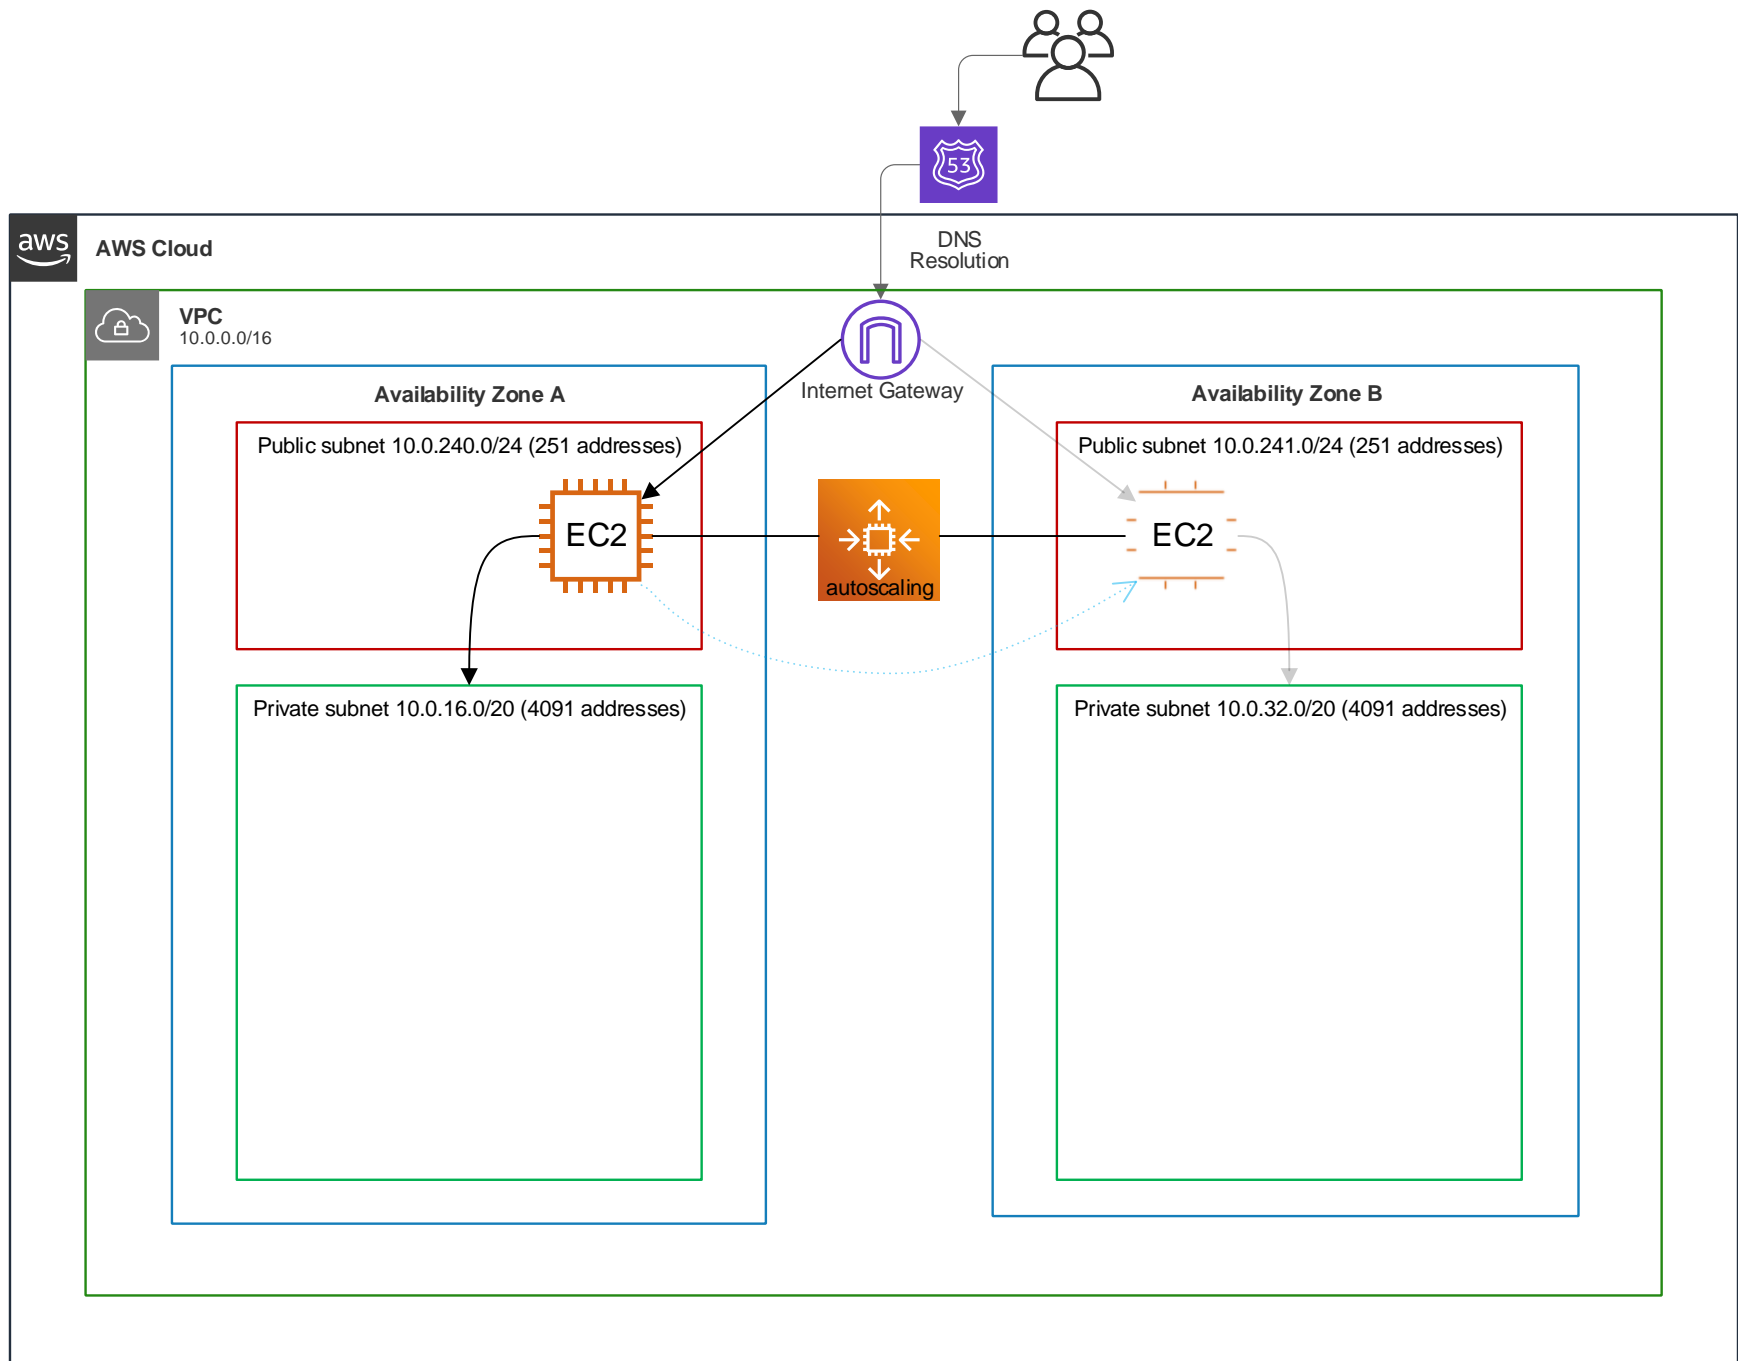 53
aws
AWS Cloud
DNS
Resolution
VPC
10.0.0.0/16
Internet Gateway
Availability Zone A
Availability Zone B
Public subnet 10.0.240.0/24 (251 addresses)
Public subnet 10.0.241.0/24 (251 addresses)
EC2
autoscaling
EC2
Private subnet 10.0.16.0/20 (4091 addresses)
Private subnet 10.0.32.0/20 (4091 addresses)